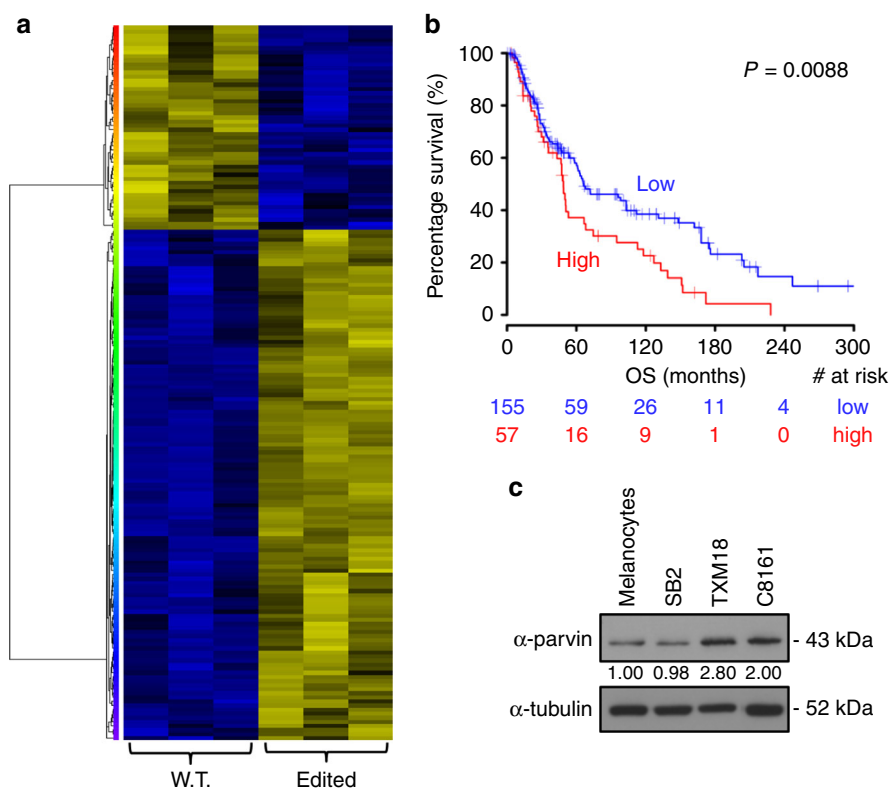 a
W.T.
Edited
b
Percentage survival (%)
100
80
60
40
20
0
P = 0.0088
Low
High
0 60 120 180 240 300
OS (months) # at risk
155 59 26 11 4 low
57 16 9 1 0 high
c
Melanocytes
SB2
TXM18
C8161
α-parvin - 43 kDa
1.00 0.98 2.80 2.00
α-tubulin - 52 kDa